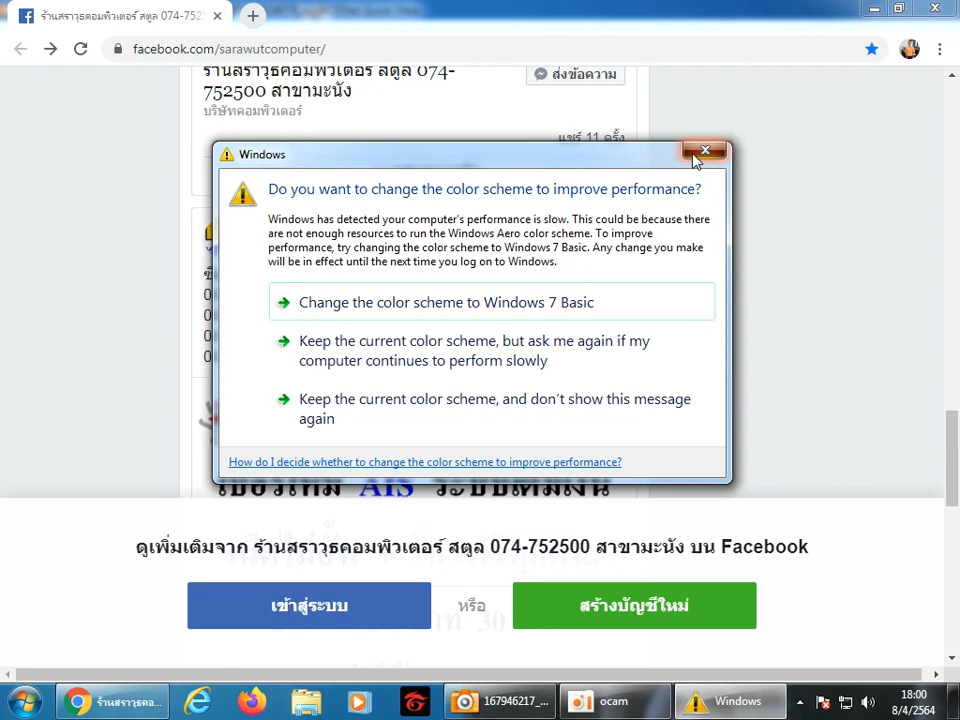 ร้านสราวุธคอมพิวเตอร์ สตูล 074-752
facebook.com/sarawutcomputer/
ร้านสราวุธคอมพิวเตอร์ สตูล 074-
752500 สาขามะนัง
บริษัทคอมพิวเตอร์
ส่งข้อความ
แชร์ 11 ครั้ง
Windows
Do you want to change the color scheme to improve performance?
Windows has detected your computer's performance is slow. This could be because there
are not enough resources to run the Windows Aero color scheme. To improve
performance, try changing the color scheme to Windows 7 Basic. Any change you make
will be in effect until the next time you log on to Windows.
Change the color scheme to Windows 7 Basic
Keep the current color scheme, but ask me again if my
computer continues to perform slowly
Keep the current color scheme, and don't show this message
again
How do I decide whether to change the color scheme to improve performance?
AIS
ดูเพิ่มเติมจาก ร้านสราวุธคอมพิวเตอร์ สตูล 074-752500 สาขามะนัง บน Facebook
เข้าสู่ระบบ
หรือ
สร้างบัญชีใหม่
ร้านสราวุธคอ...
167946217_...
ocam
Windows
18:00
8/4/2564